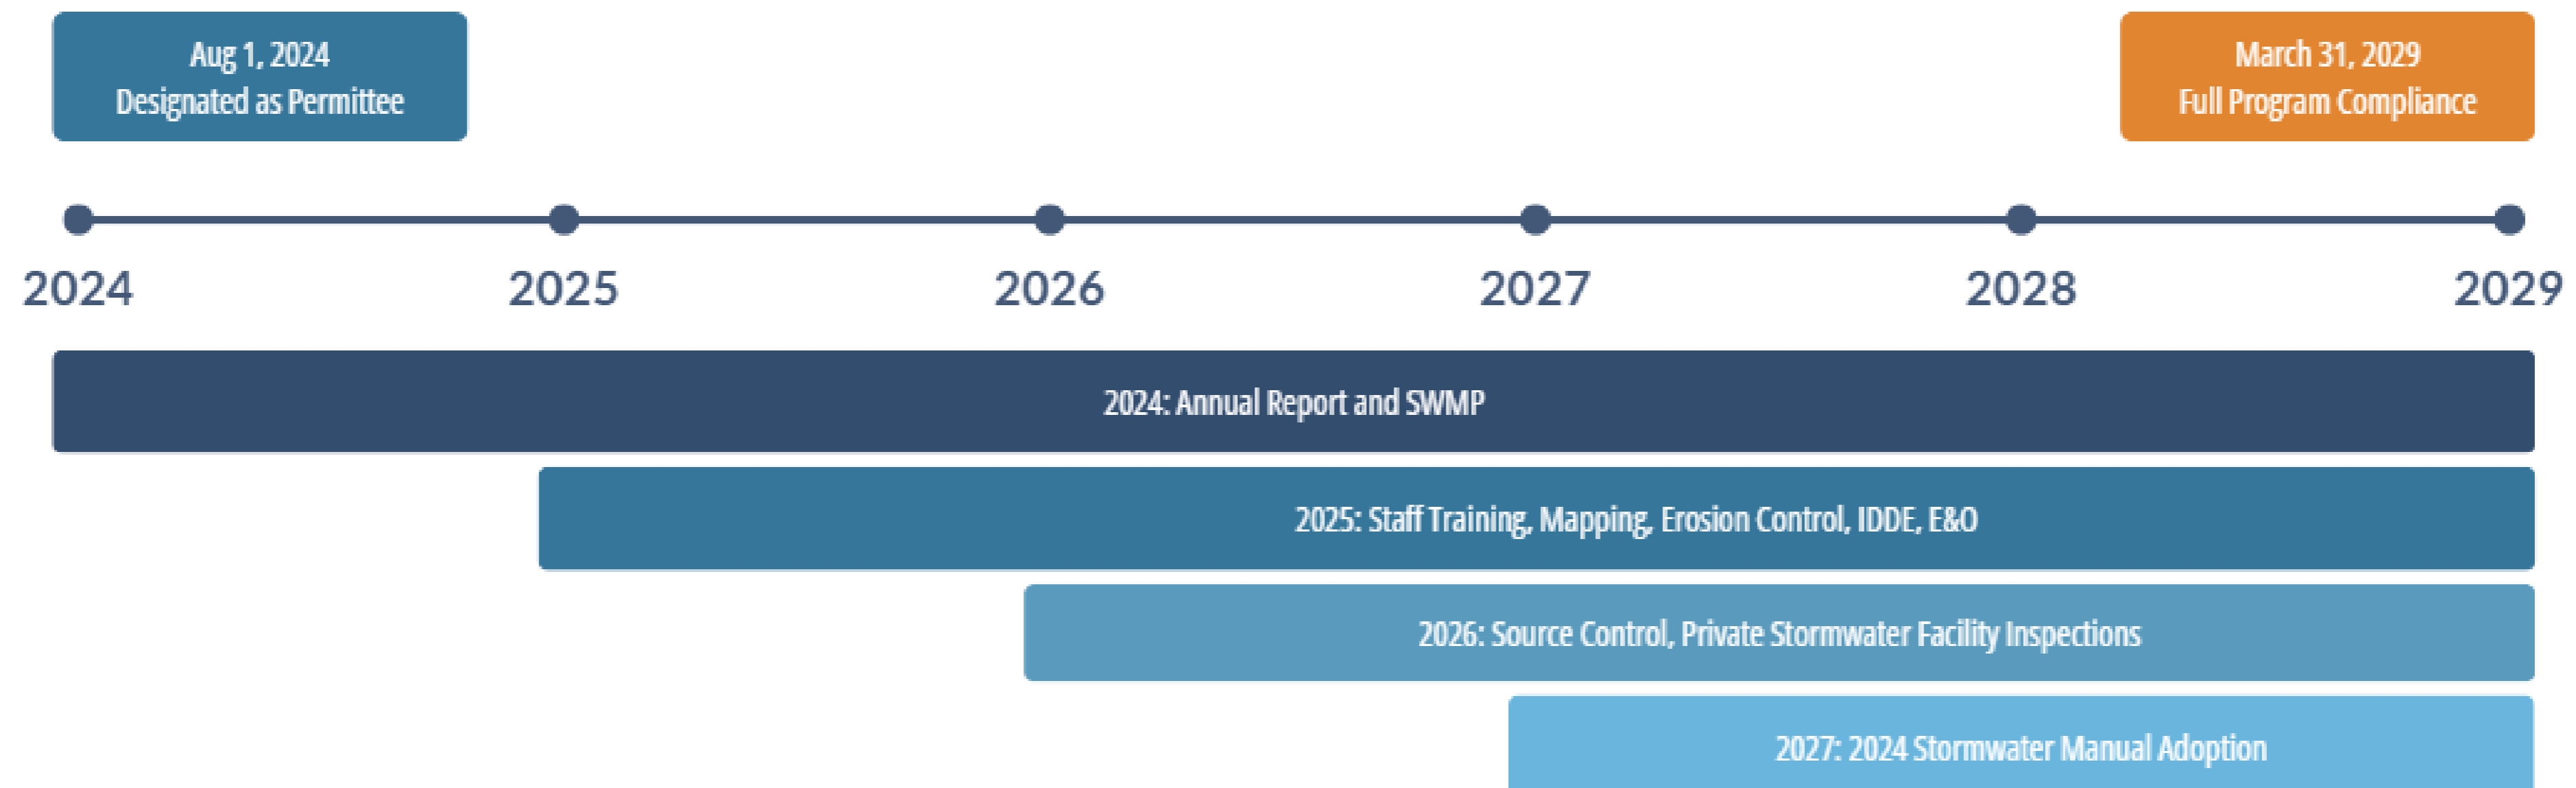 Aug 1, 2024
Designated as Permittee
March 31, 2029
Full Program Compliance
2024
2025
2026
2027
2028
2029
2024: Annual Report and SWMP
2025: Staff Training, Mapping, Erosion Control, IDDE, E&O
2026: Source Control, Private Stormwater Facility Inspections
2027: 2024 Stormwater Manual Adoption